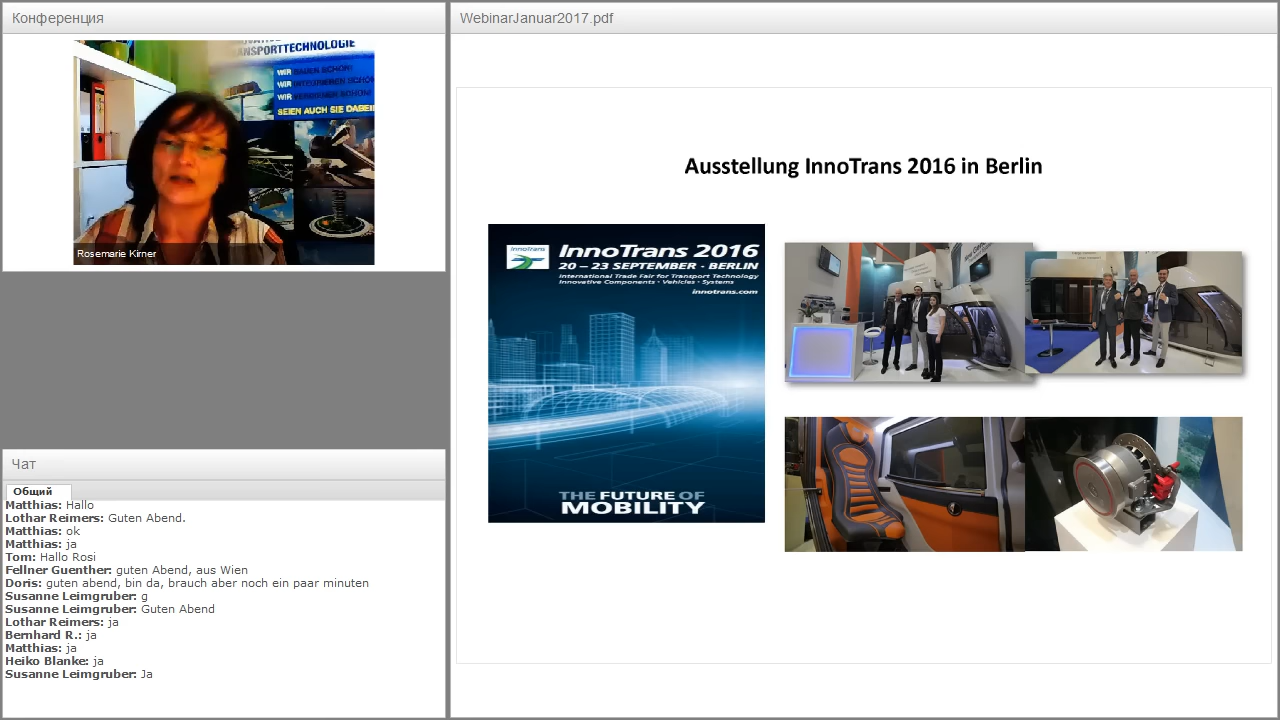 Конференция
TRANSPORTTECHNOLOGIE
WIR BAUEN SCHON!
WIR
WIR
SEIEN AUCH SIE DABEI
Rosemarie Kirner
Чат
Общий
Matthias: Hallo
Lothar Reimers: Guten Abend.
Matthias: ok
Matthias: ja
Tom: Hallo Rosi
Fellner Guenther: guten Abend, aus Wien
Doris: guten abend, bin da, brauch aber noch ein paar minuten
Susanne Leimgruber: g
Susanne Leimgruber: Guten Abend
Lothar Reimers: ja
Bernhard R.: ja
Matthias: ja
Heiko Blanke: ja
Susanne Leimgruber: Ja
WebinarJanuar2017.pdf
Ausstellung InnoTrans 2016 in Berlin
InnoTrans
InnoTrans 2016
20 – 23 SEPTEMBER · BERLIN
International Trade Fair for Transport Technology
Innovative Components · Vehicles · Systems
innotrans.com
THE FUTURE OF
MOBILITY